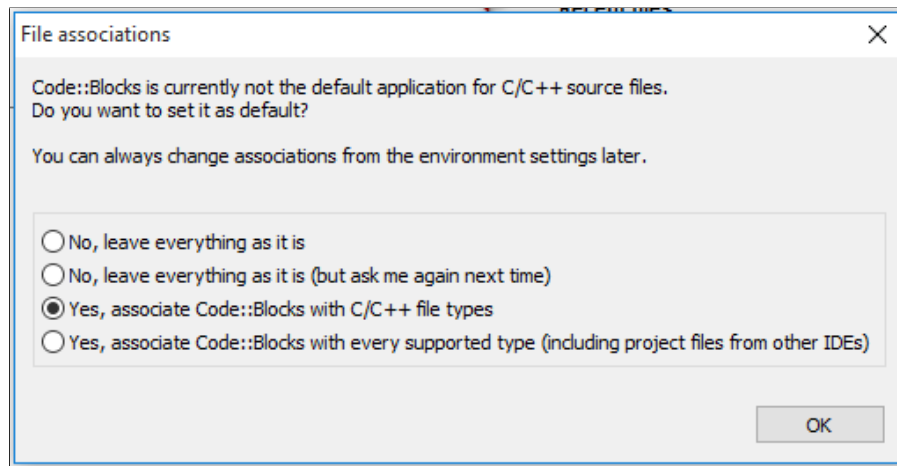 Recent files
File associations
Code::Blocks is currently not the default application for C/C++ source files.
Do you want to set it as default?
You can always change associations from the environment settings later.
No, leave everything as it is
No, leave everything as it is (but ask me again next time)
Yes, associate Code::Blocks with C/C++ file types
Yes, associate Code::Blocks with every supported type (including project files from other IDEs)
OK